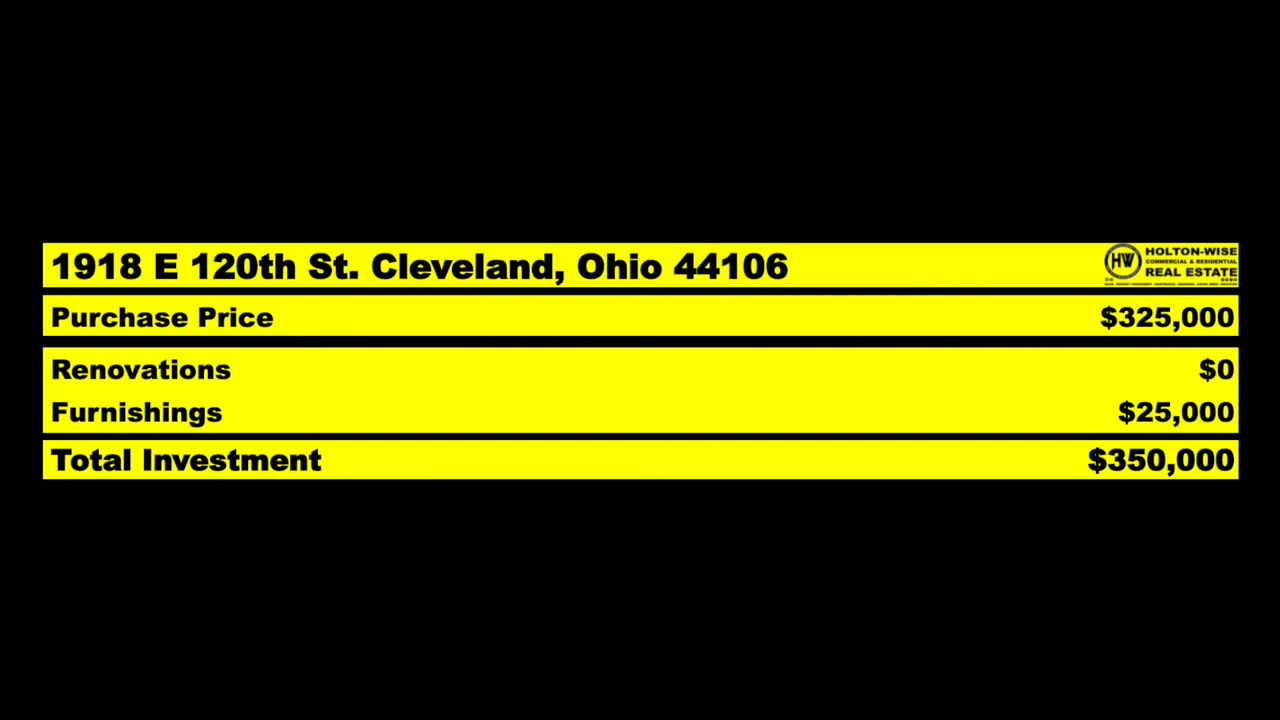 1918 E 120th St. Cleveland, Ohio 44106
HW
HOLTON-WISE
COMMERCIAL & RESIDENTIAL
REAL ESTATE
Purchase Price $325,000
Renovations $0
Furnishings $25,000
Total Investment $350,000